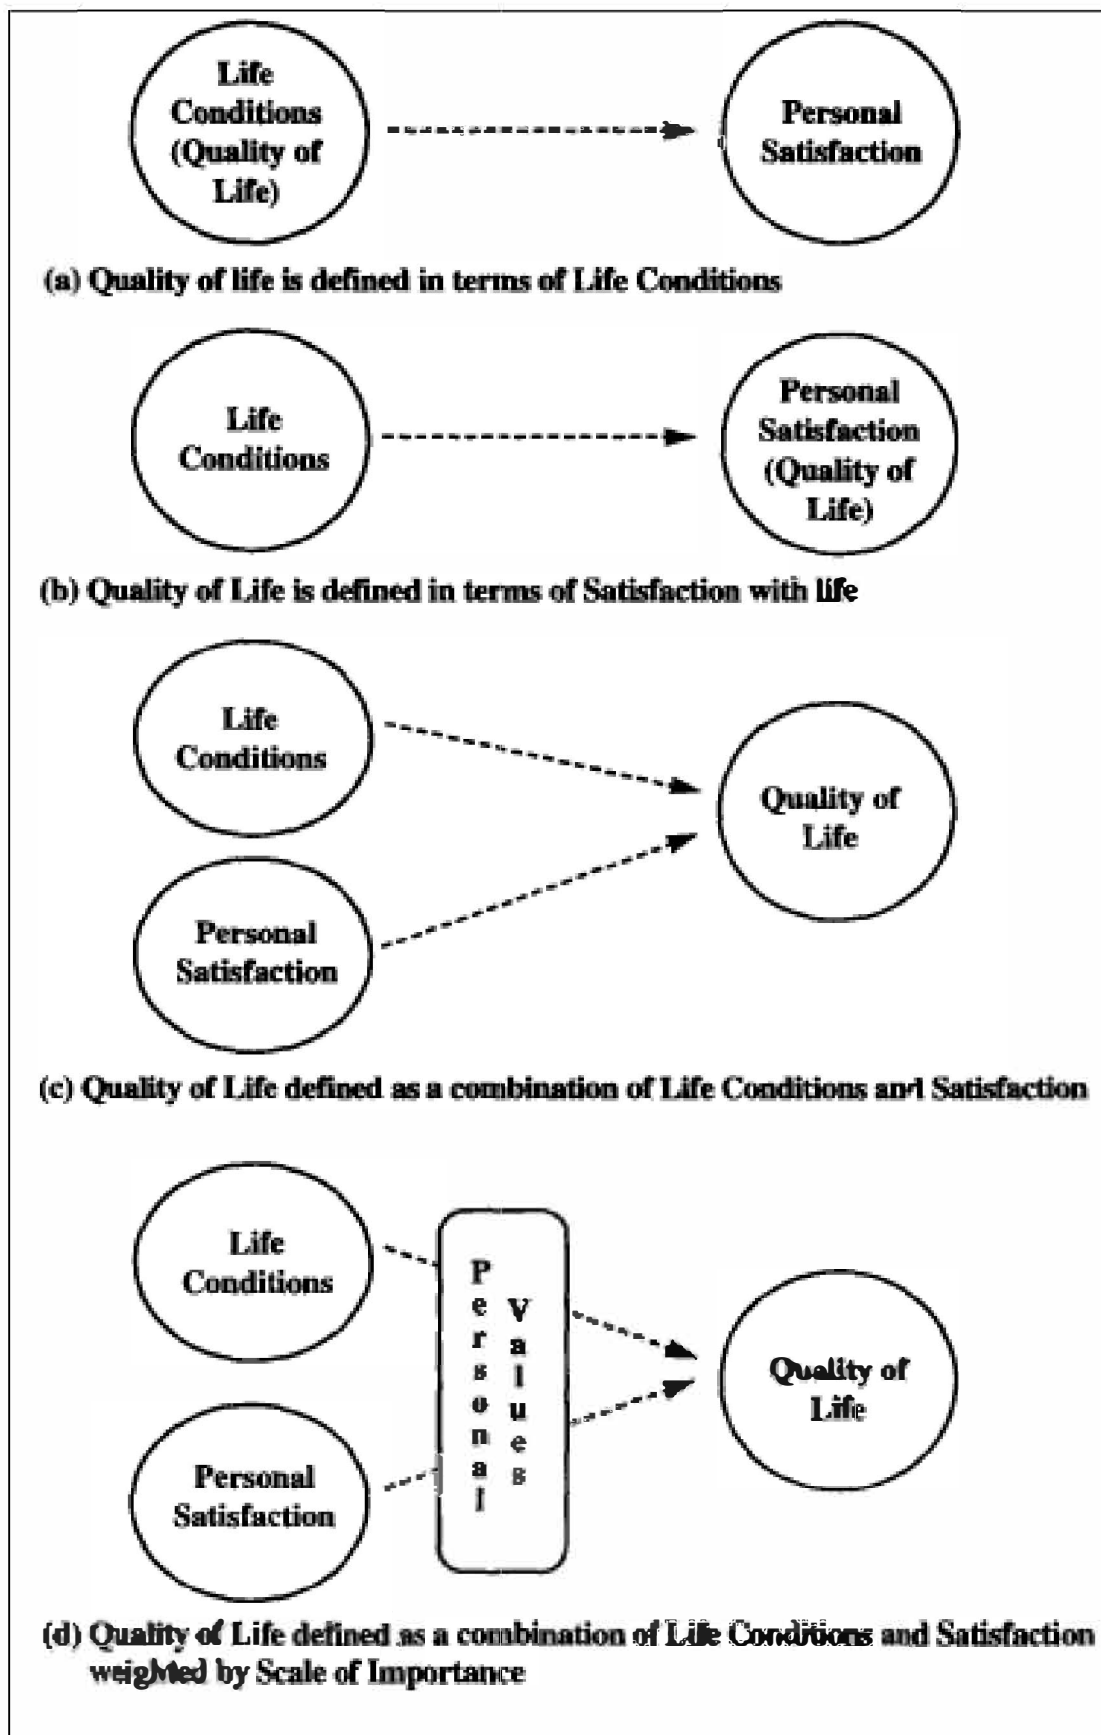 Life
Conditions
(Quality of
Life)
Personal
Satisfaction
(a) Quality of life is defined in terms of Life Conditions
Life
Conditions
Personal
Satisfaction
(Quality of
Life)
(b) Quality of Life is defined in terms of Satisfaction with life
Life
Conditions
Personal
Satisfaction
Quality of
Life
(c) Quality of Life defined as a combination of Life Conditions and Satisfaction
Life
Conditions
Personal
Satisfaction
Personal
Values
Quality of
Life
(d) Quality of Life defined as a combination of Life Conditions and Satisfaction
weighted by Scale of Importance